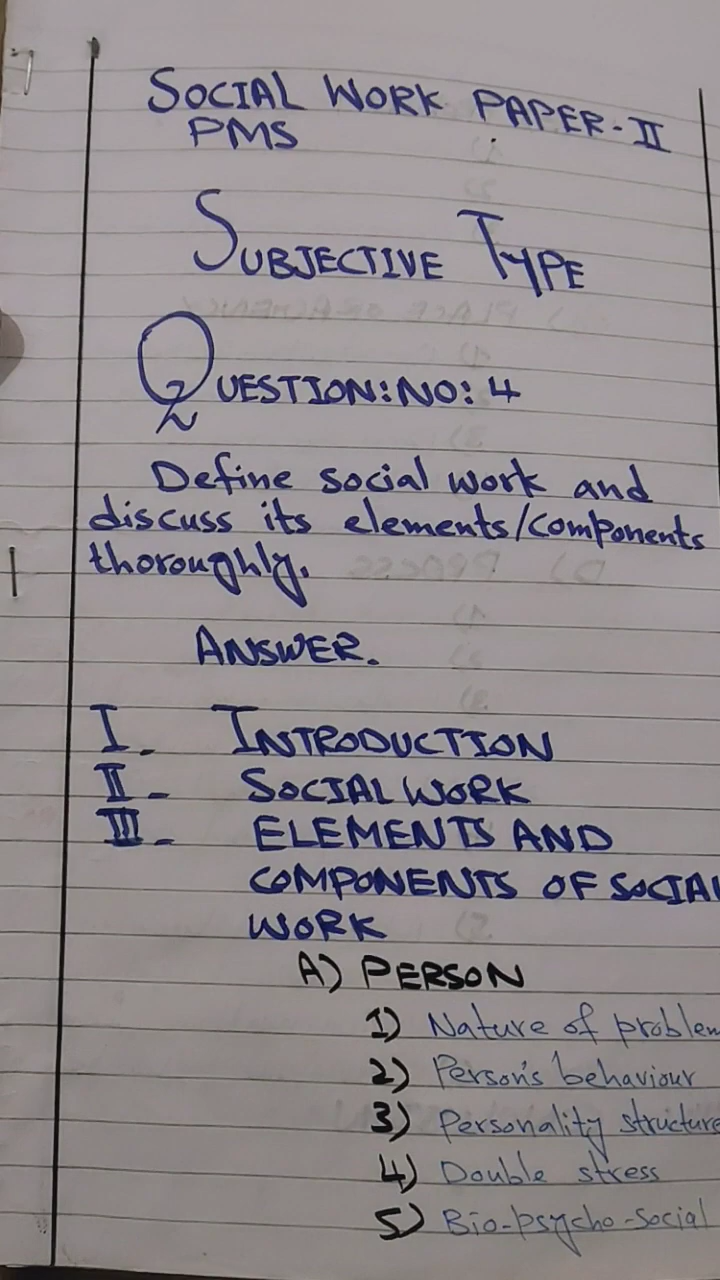 SOCIAL WORK PAPER-II
PMS
SUBJECTIVE TYPE
QUESTION:NO: 4
Define social work and
discuss its elements/components
thoroughly.
ANSWER.
I. INTRODUCTION
II- SOCIAL WORK
III- ELEMENTS AND
COMPONENTS OF SOCIAL
WORK
A) PERSON
1) Nature of problem
2) Person's behaviour
3) Personality structure
4) Double stress
5) Bio-psycho-social